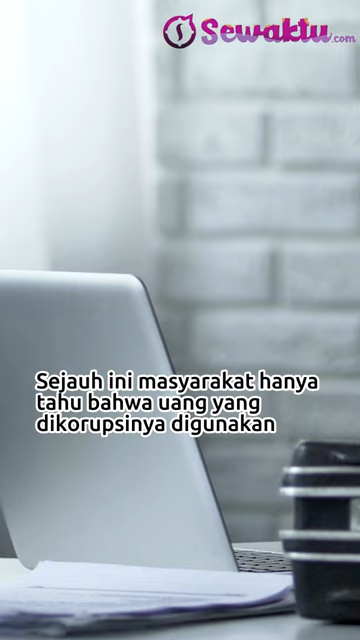 Sewaktu.com
Sejauh ini masyarakat hanya
tahu bahwa uang yang
dikorupsinya digunakan